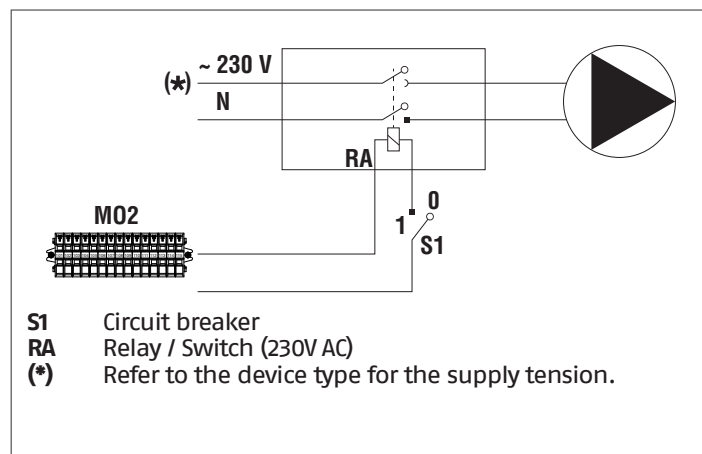 (*)
~ 230 V
N
RA
MO2
0
1
S1
S1 Circuit breaker
RA Relay / Switch (230V AC)
(*) Refer to the device type for the supply tension.